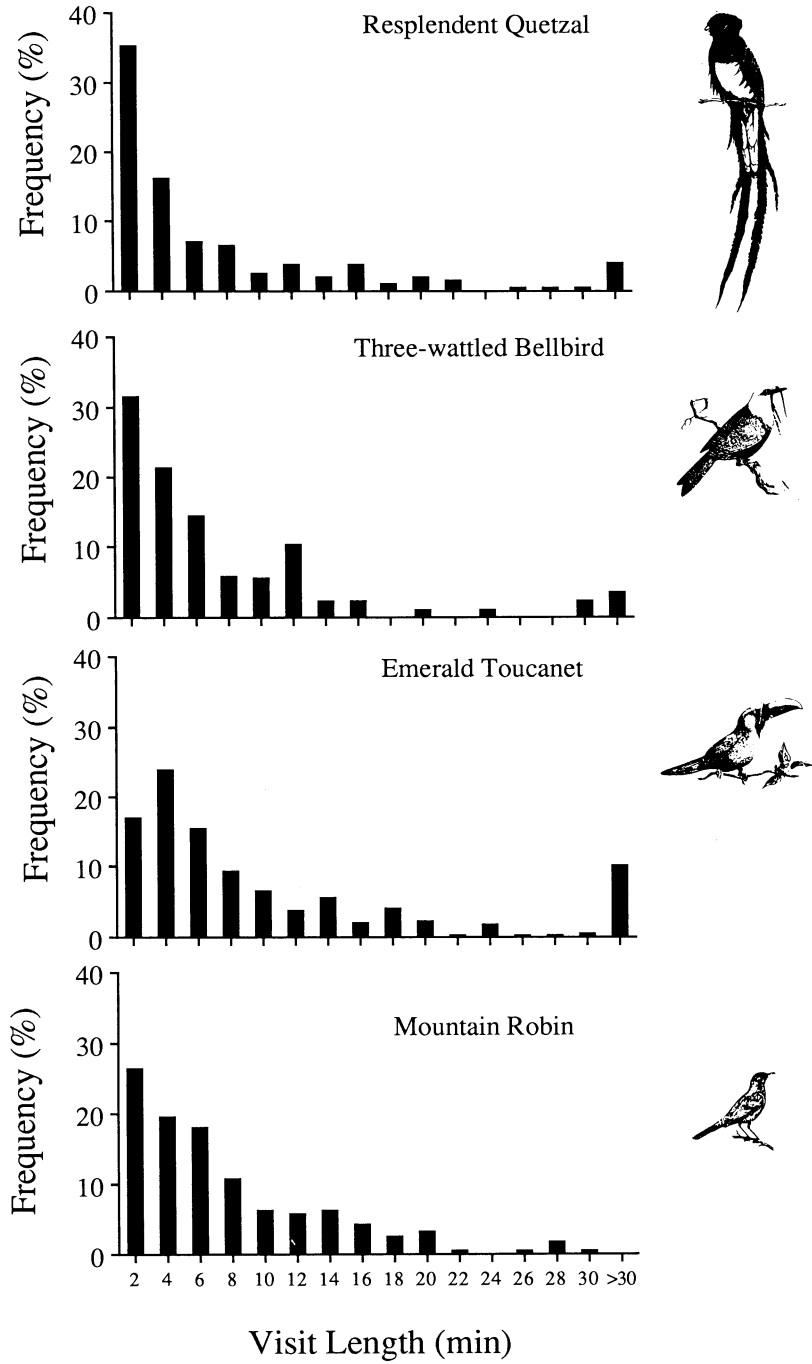 Resplendent Quetzal
Frequency (%)
40
30
20
10
0
Three-wattled Bellbird
Frequency (%)
40
30
20
10
0
Emerald Toucanet
Frequency (%)
40
30
20
10
0
Mountain Robin
Frequency (%)
40
30
20
10
0
2 4 6 8 10 12 14 16 18 20 22 24 26 28 30 >30
Visit Length (min)